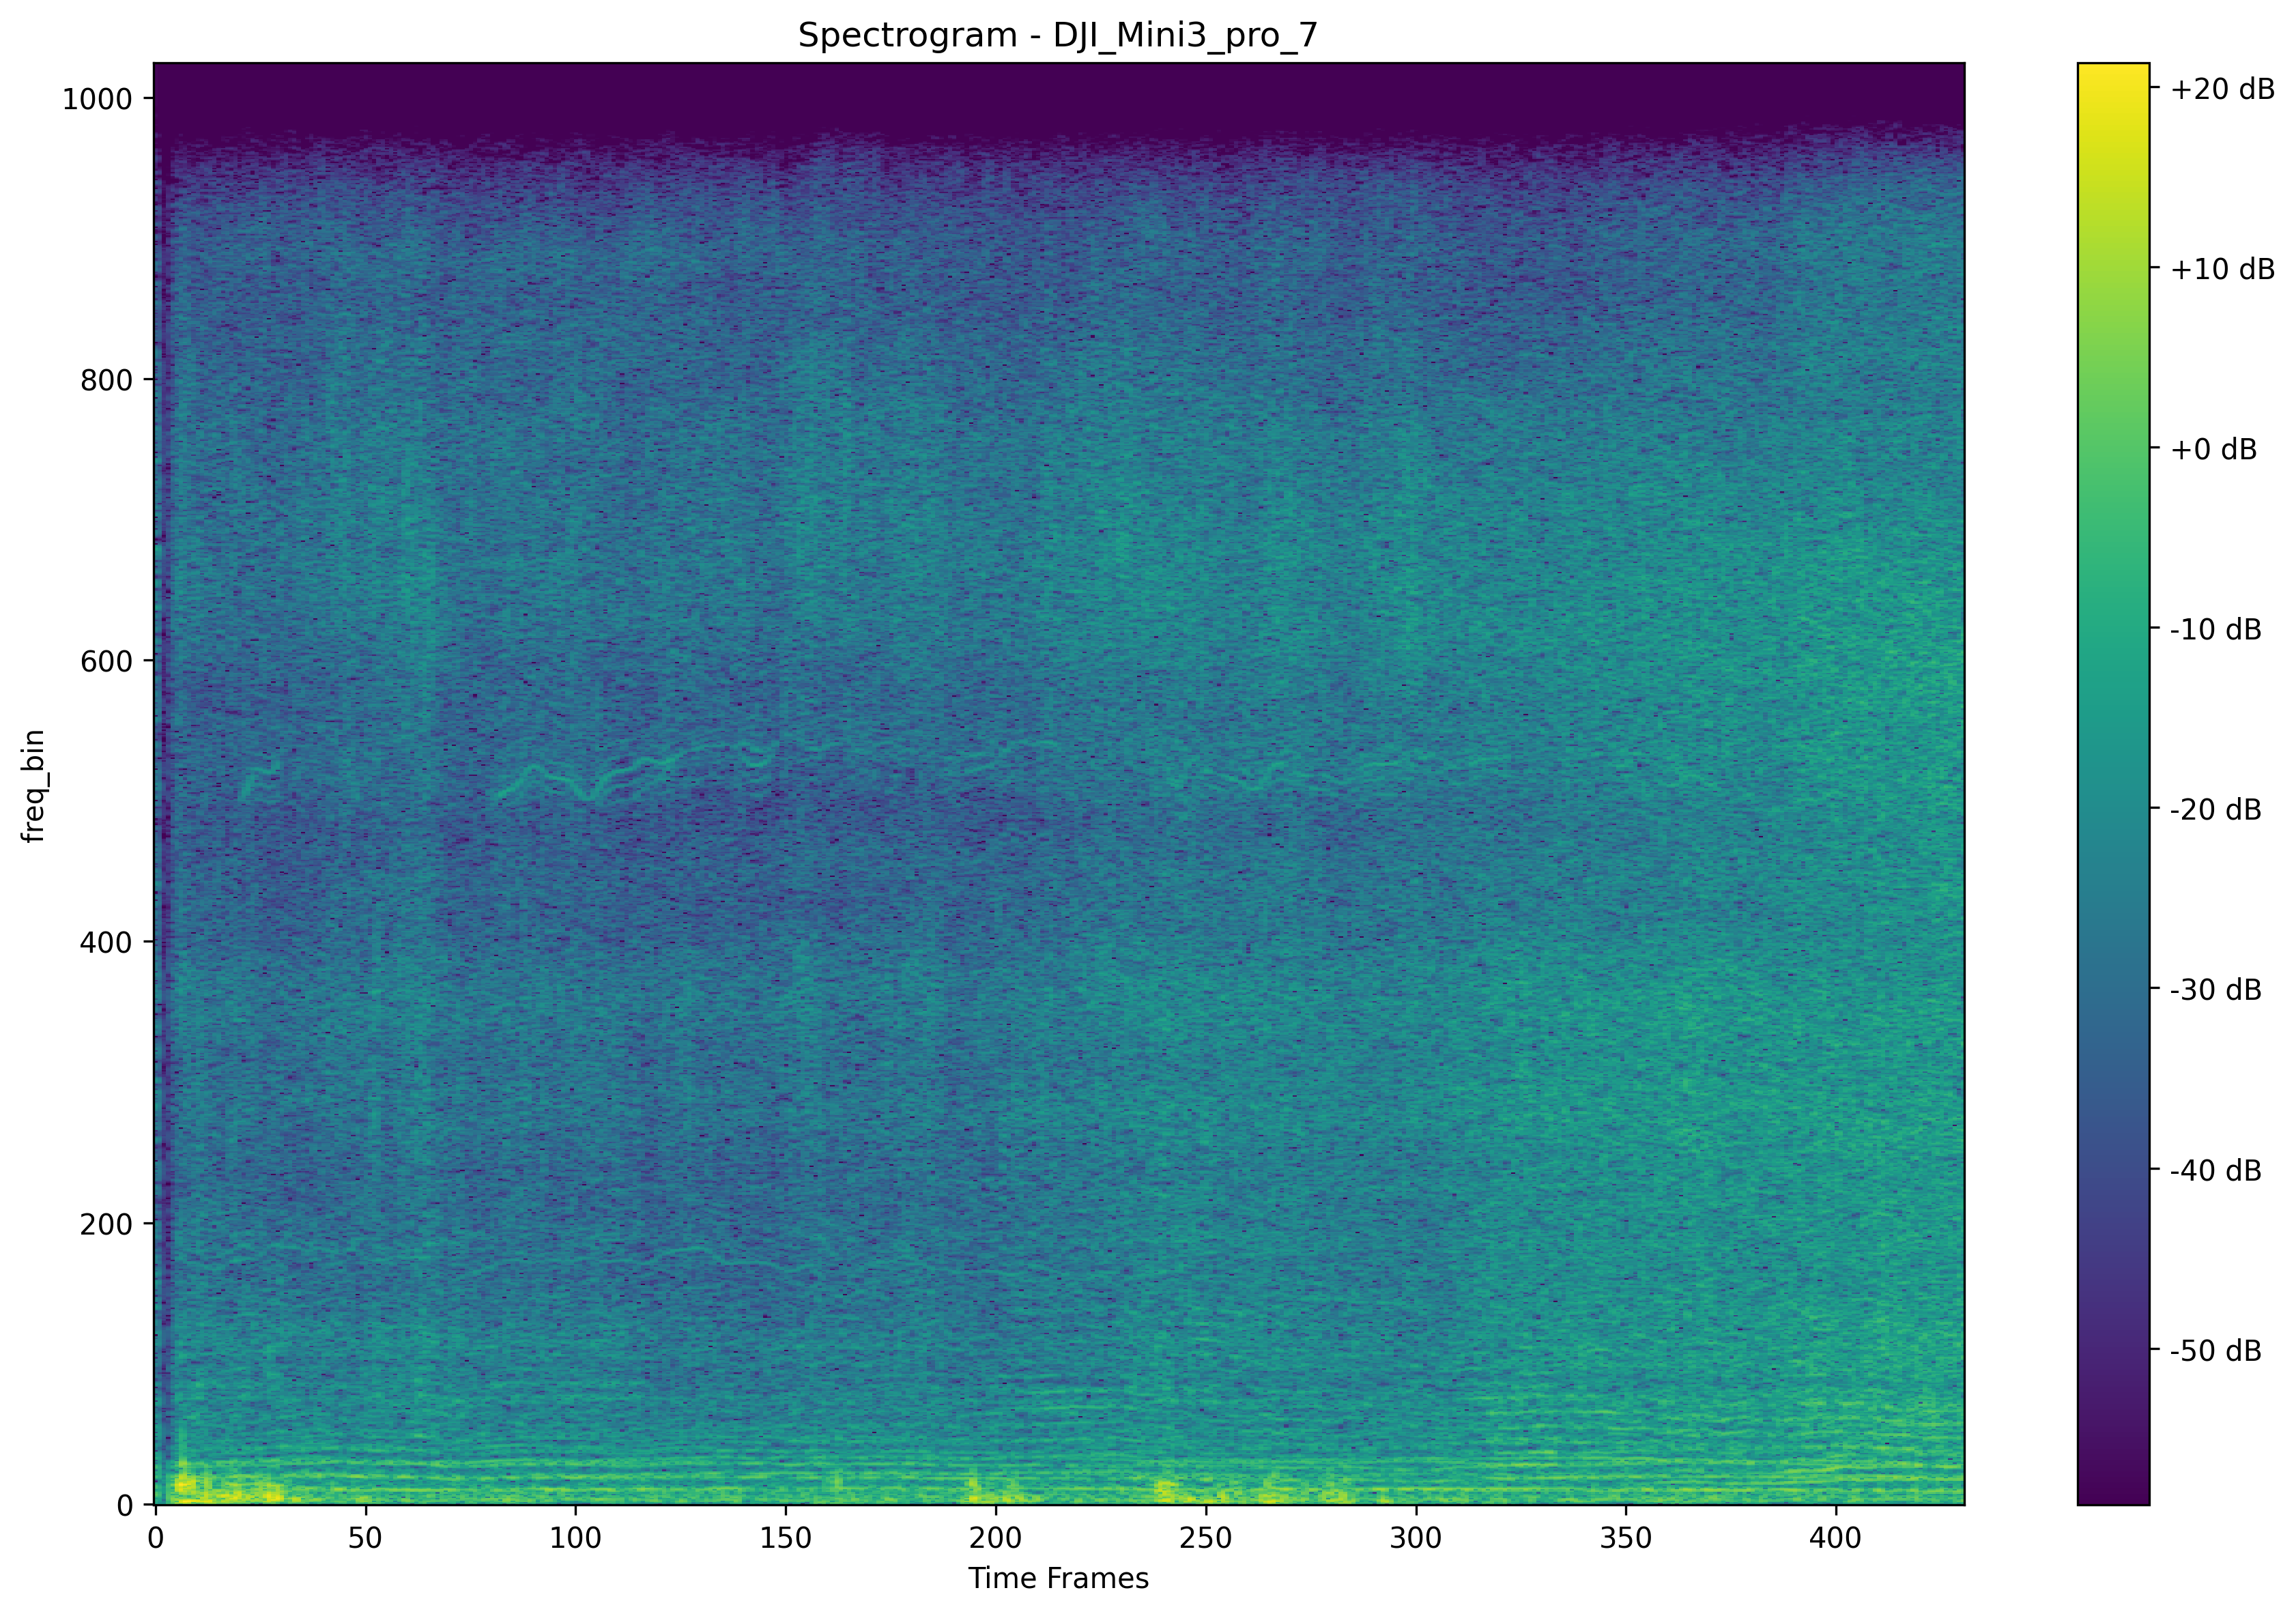 Spectrogram - DJI_Mini3_pro_7
1000
800
600
400
200
0
freq_bin
0 50 100 150 200 250 300 350 400
Time Frames
+20 dB
+10 dB
+0 dB
-10 dB
-20 dB
-30 dB
-40 dB
-50 dB